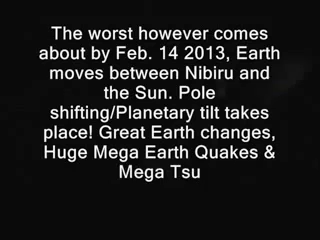 The worst however comes
about by Feb. 14 2013, Earth
moves between Nibiru and
the Sun. Pole
shifting/Planetary tilt takes
place! Great Earth changes,
Huge Mega Earth Quakes &
Mega Tsu